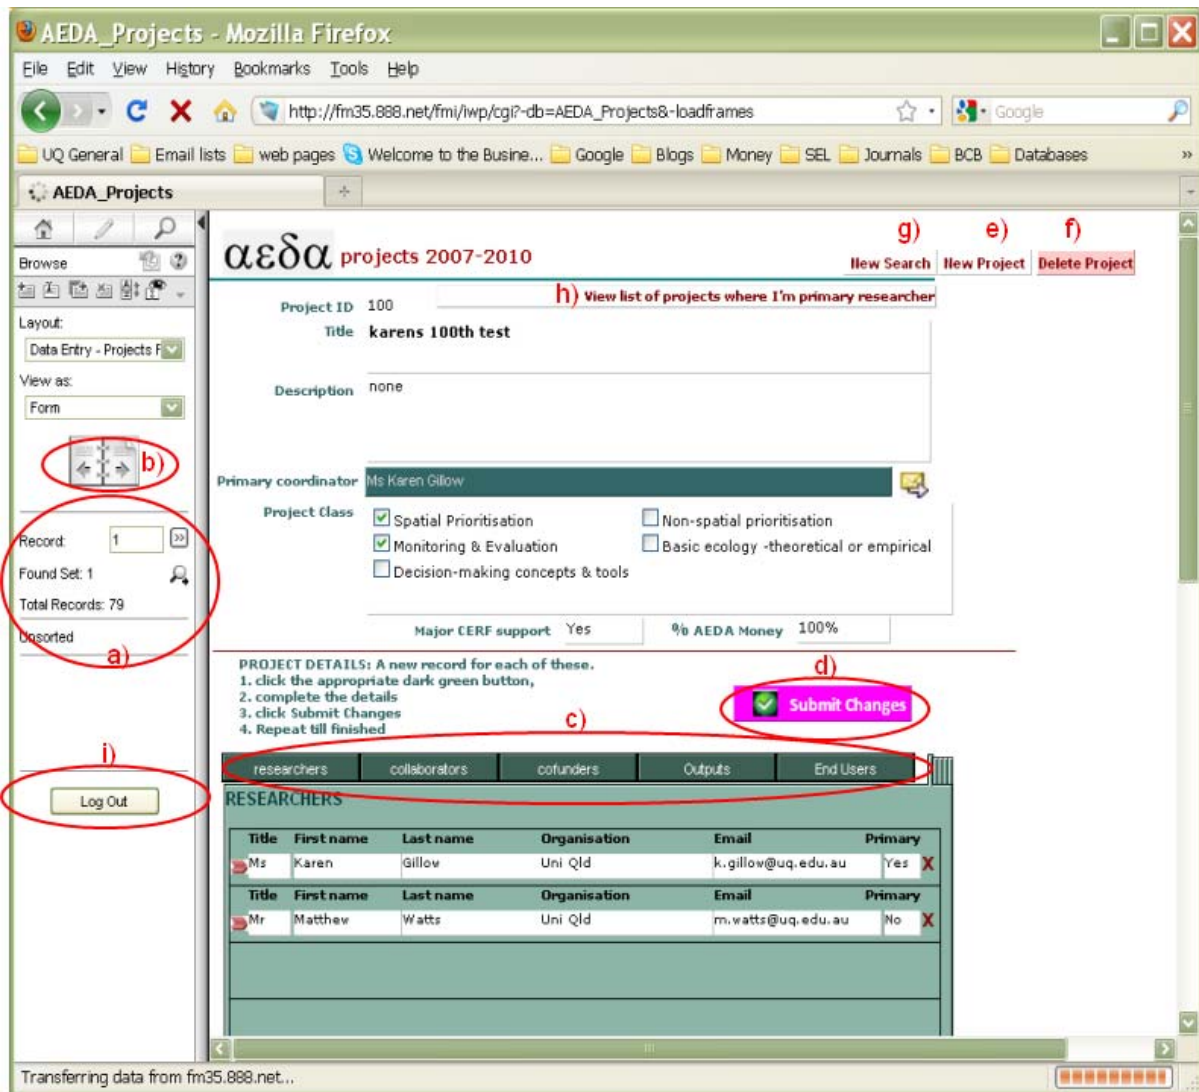 AEDA_Projects - Mozilla Firefox
File Edit View History Bookmarks Tools Help
http://fm35.888.net/fmi/iwp/cgi?-db=AEDA_Projects&-loadframes
Google
UQ General Email lists web pages Welcome to the Busine... Google Blogs Money SEL Journals BCB Databases »
AEDA_Projects
Browse
Layout:
Data Entry - Projects F
View as:
Form
b)
Record: 1
Found Set: 1
Total Records: 79
Unsorted
a)
i)
Log Out
αεδα projects 2007-2010
g) e) f)
New Search New Project Delete Project
h) View list of projects where I'm primary researcher
Project ID 100
Title karens 100th test
Description none
Primary coordinator Ms Karen Gillow
Project Class
Spatial Prioritisation Non-spatial prioritisation
Monitoring & Evaluation Basic ecology -theoretical or empirical
Decision-making concepts & tools
Major CERF support Yes % AEDA Money 100%
PROJECT DETAILS: A new record for each of these.
1. click the appropriate dark green button,
2. complete the details
3. click Submit Changes
4. Repeat till finished
d)
Submit Changes
c)
researchers collaborators cofunders Outputs End Users
RESEARCHERS
Title First name Last name Organisation Email Primary
Ms Karen Gillow Uni Qld k.gillow@uq.edu.au Yes X
Title First name Last name Organisation Email Primary
Mr Matthew Watts Uni Qld m.watts@uq.edu.au No X
Transferring data from fm35.888.net...